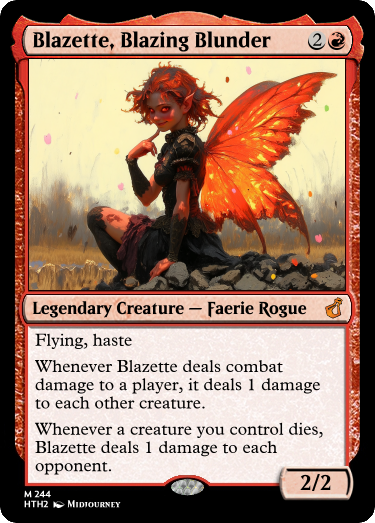 Blazette, Blazing Blunder 2
Legendary Creature — Faerie Rogue
Flying, haste
Whenever Blazette deals combat
damage to a player, it deals 1 damage
to each other creature.
Whenever a creature you control dies,
Blazette deals 1 damage to each
opponent.
2/2
M 244
HTH2 Midjourney